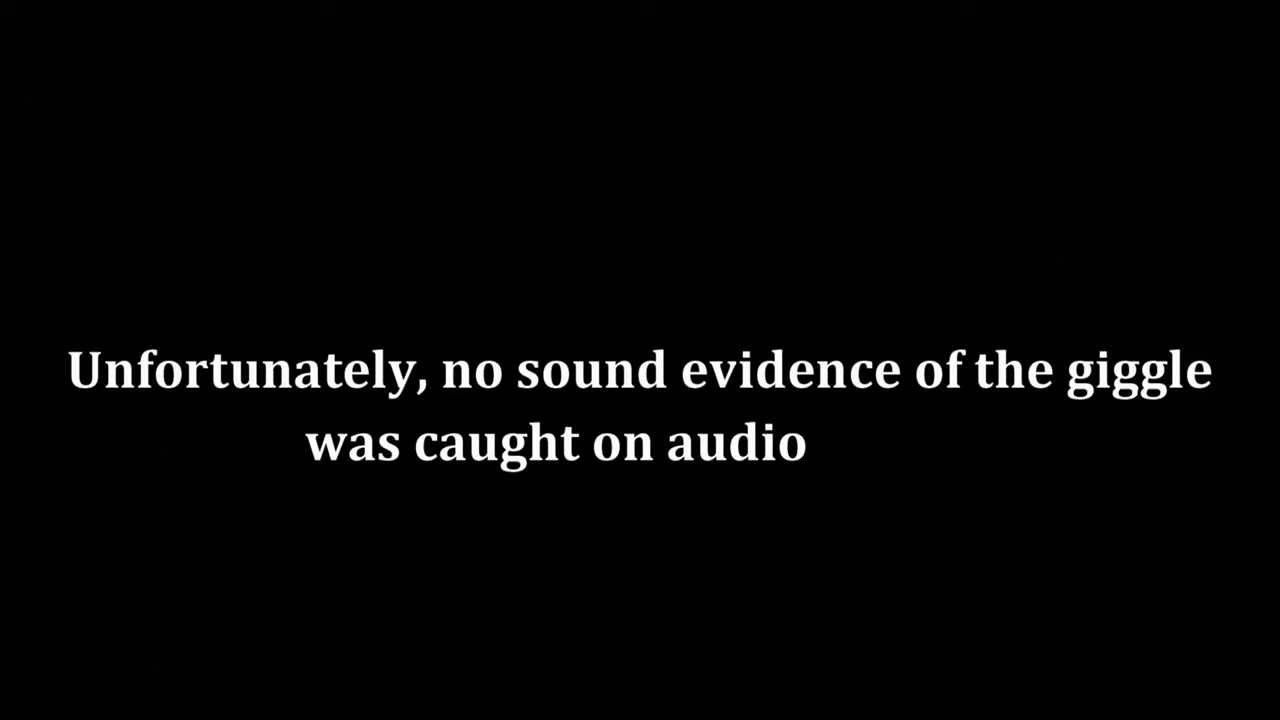 Unfortunately, no sound evidence of the giggle
was caught on audio